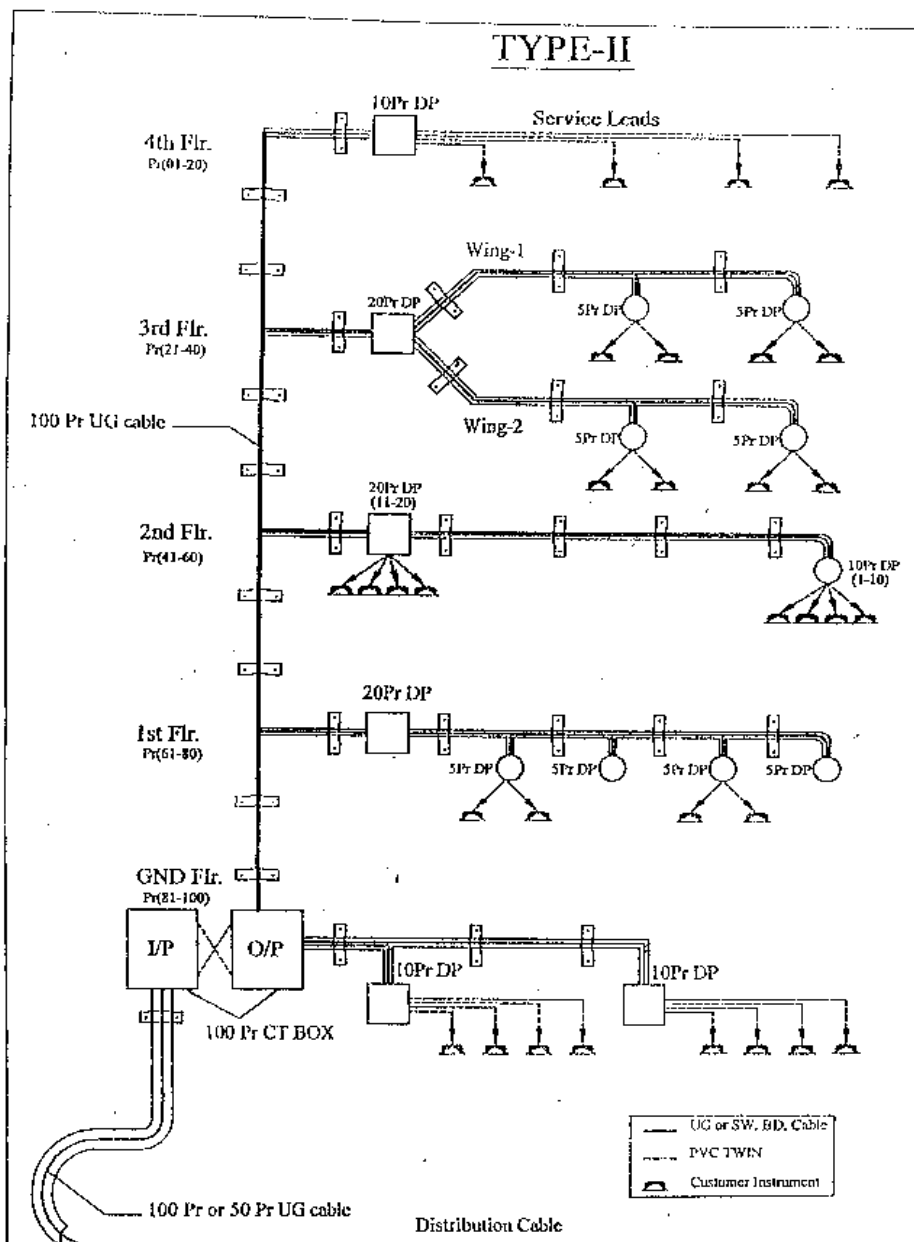 TYPE-II
10Pr DP
Service Leads
4th Flr.
Pr(01-20)
Wing-1
20Pr DP
5Pr DP
5Pr DP
3rd Flr.
Pr(21-40)
100 Pr UG cable
Wing-2
5Pr DP
5Pr DP
20Pr DP
(11-20)
2nd Flr.
Pr(41-60)
10Pr DP
(1-10)
20Pr DP
1st Flr.
Pr(61-80)
5Pr DP
5Pr DP
5Pr DP
5Pr DP
GND Flr.
Pr(81-100)
I/P
O/P
10Pr DP
10Pr DP
100 Pr CT BOX
UG or SW. BD. Cable
PVC TWIN
Custumer Instrument
100 Pr or 50 Pr UG cable
Distribution Cable